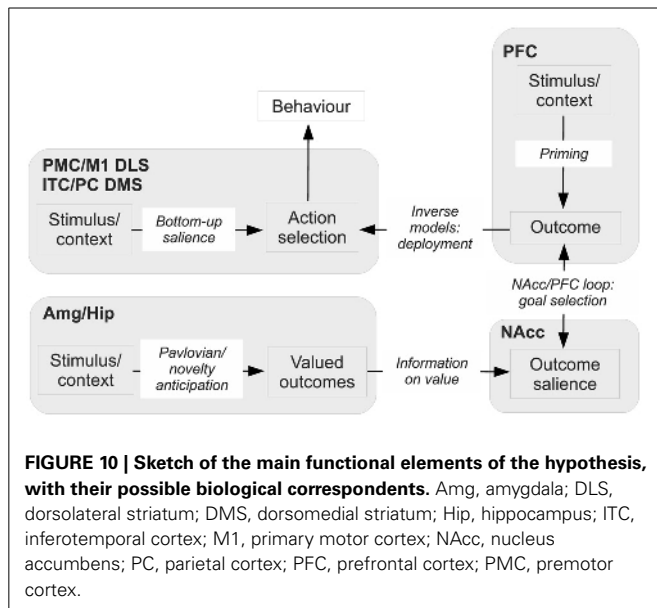 PFC
Stimulus/
context
Priming
Outcome
Behaviour
PMC/M1 DLS
ITC/PC DMS
Stimulus/
context
Bottom-up
salience
Action
selection
Inverse
models:
deployment
NAcc/PFC loop:
goal selection
Amg/Hip
Stimulus/
context
Pavlovian/
novelty
anticipation
Valued
outcomes
Information
on value
NAcc
Outcome
salience
FIGURE 10 | Sketch of the main functional elements of the hypothesis,
with their possible biological correspondents. Amg, amygdala; DLS,
dorsolateral striatum; DMS, dorsomedial striatum; Hip, hippocampus; ITC,
inferotemporal cortex; M1, primary motor cortex; NAcc, nucleus
accumbens; PC, parietal cortex; PFC, prefrontal cortex; PMC, premotor
cortex.